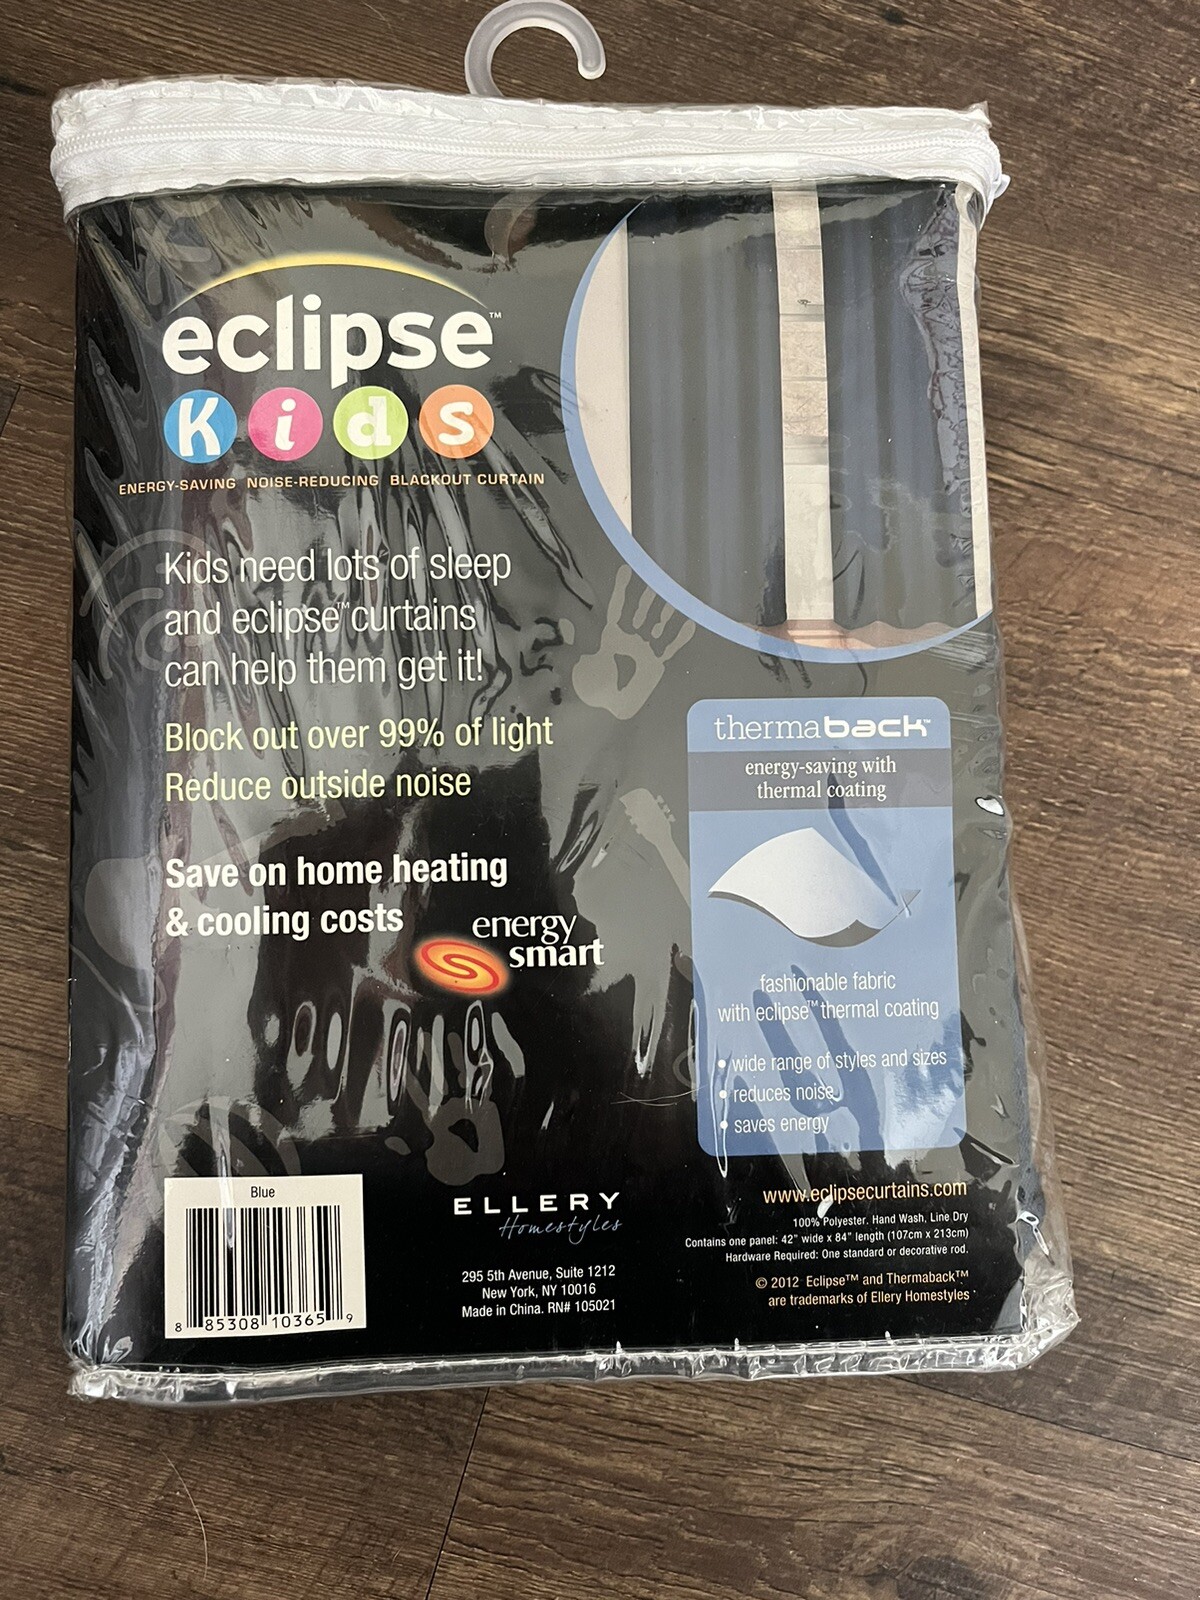 eclipse™
Kids
ENERGY-SAVING NOISE-REDUCING BLACKOUT CURTAIN
Kids need lots of sleep
and eclipse™ curtains
can help them get it!
Block out over 99% of light
Reduce outside noise
Save on home heating
& cooling costs
energy
smart
thermaback™
energy-saving with
thermal coating
fashionable fabric
with eclipse™ thermal coating
• wide range of styles and sizes
• reduces noise
• saves energy
Blue
8 85308 10365 9
ELLERY
Homestyles
295 5th Avenue, Suite 1212
New York, NY 10016
Made in China. RN# 105021
www.eclipsecurtains.com
100% Polyester. Hand Wash, Line Dry
Contains one panel: 42" wide x 84" length (107cm x 213cm)
Hardware Required: One standard or decorative rod.
© 2012 Eclipse™ and Thermaback™
are trademarks of Ellery Homestyles